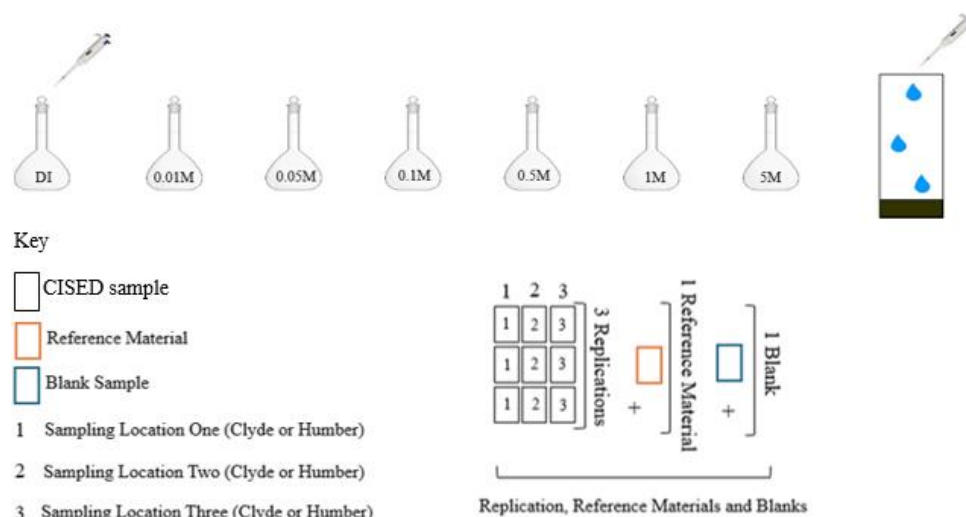 DI 0.01M 0.05M 0.1M 0.5M 1M 5M
Key
CISED sample
Reference Material
Blank Sample
1 Sampling Location One (Clyde or Humber)
2 Sampling Location Two (Clyde or Humber)
3 Sampling Location Three (Clyde or Humber)
1 2 3
1 2 3
1 2 3
1 2 3
3 Replications
+
1 Reference Material
+
1 Blank
Replication, Reference Materials and Blanks